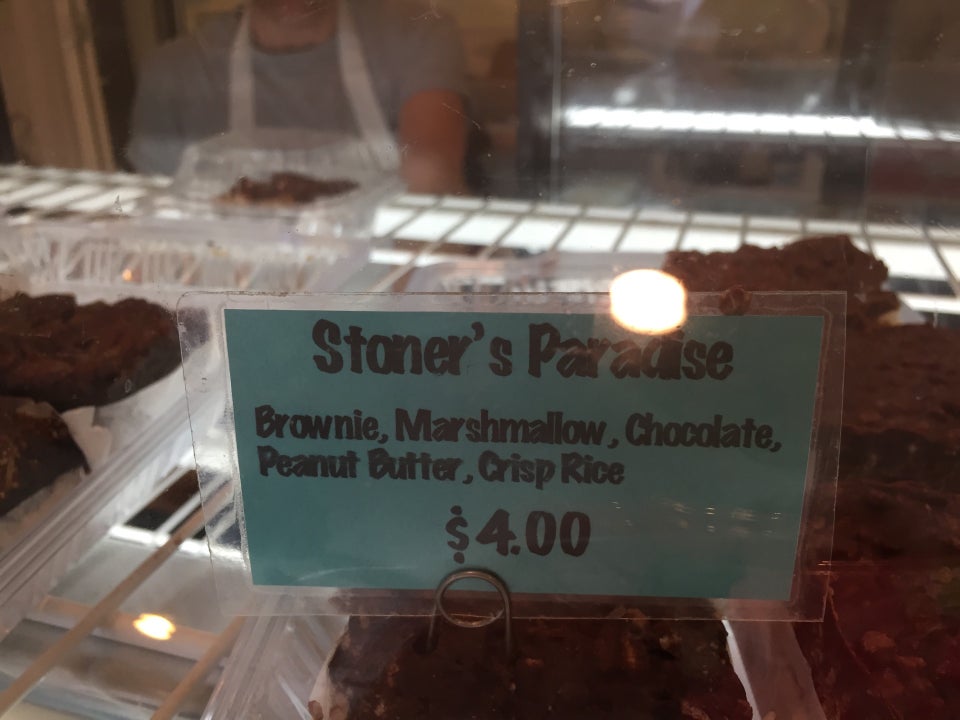 Stoner's Paradise
Brownie, Marshmallow, Chocolate,
Peanut Butter, Crisp Rice
$4.00